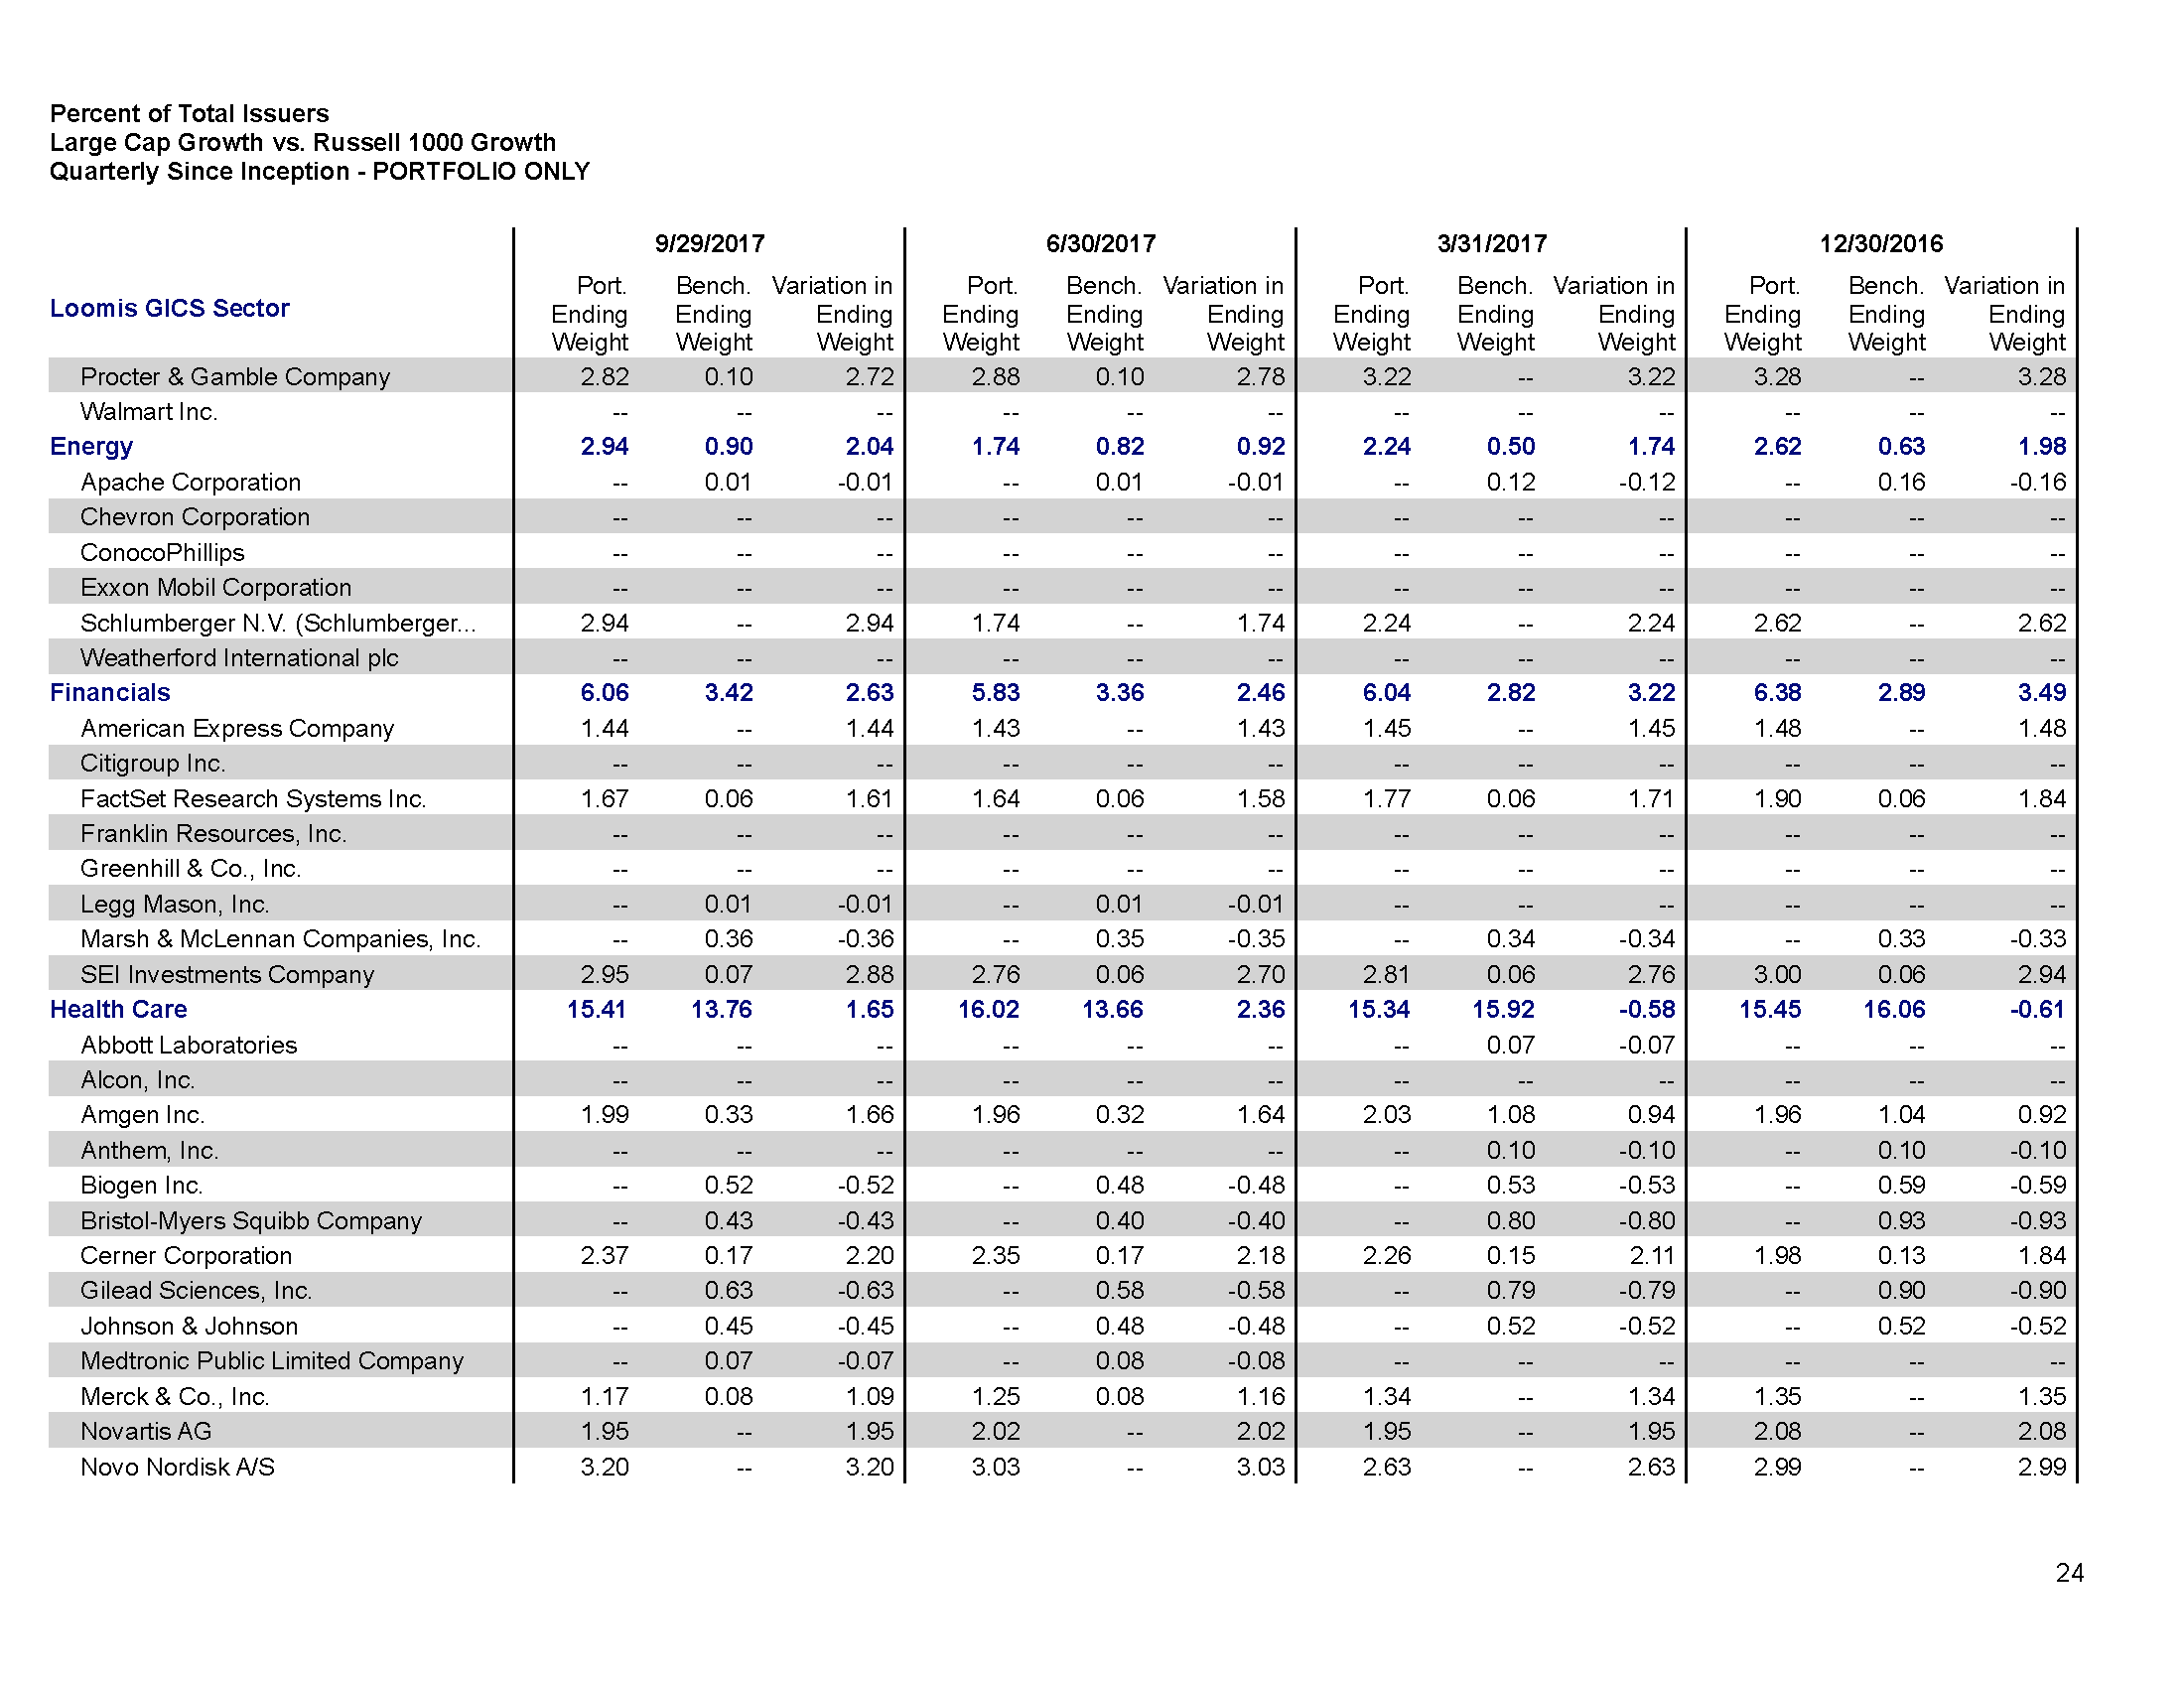 Percent of Total Issuers
Large Cap Growth vs. Russell 1000 Growth
Quarterly Since Inception - PORTFOLIO ONLY
9/29/2017 6/30/2017 3/31/2017 12/30/2016
Loomis GICS Sector
Port. Bench. Variation in Port. Bench. Variation in Port. Bench. Variation in Port. Bench. Variation in
Ending Ending Ending Ending Ending Ending Ending Ending Ending Ending Ending Ending
Weight Weight Weight Weight Weight Weight Weight Weight Weight Weight Weight Weight
Procter & Gamble Company 2.82 0.10 2.72 2.88 0.10 2.78 3.22 -- 3.22 3.28 -- 3.28
Walmart Inc. -- -- -- -- -- -- -- -- -- -- -- --
Energy 2.94 0.90 2.04 1.74 0.82 0.92 2.24 0.50 1.74 2.62 0.63 1.98
Apache Corporation -- 0.01 -0.01 -- 0.01 -0.01 -- 0.12 -0.12 -- 0.16 -0.16
Chevron Corporation -- -- -- -- -- -- -- -- -- -- -- --
ConocoPhillips -- -- -- -- -- -- -- -- -- -- -- --
Exxon Mobil Corporation -- -- -- -- -- -- -- -- -- -- -- --
Schlumberger N.V. (Schlumberger... 2.94 -- 2.94 1.74 -- 1.74 2.24 -- 2.24 2.62 -- 2.62
Weatherford International plc -- -- -- -- -- -- -- -- -- -- -- --
Financials 6.06 3.42 2.63 5.83 3.36 2.46 6.04 2.82 3.22 6.38 2.89 3.49
American Express Company 1.44 -- 1.44 1.43 -- 1.43 1.45 -- 1.45 1.48 -- 1.48
Citigroup Inc. -- -- -- -- -- -- -- -- -- -- -- --
FactSet Research Systems Inc. 1.67 0.06 1.61 1.64 0.06 1.58 1.77 0.06 1.71 1.90 0.06 1.84
Franklin Resources, Inc. -- -- -- -- -- -- -- -- -- -- -- --
Greenhill & Co., Inc. -- -- -- -- -- -- -- -- -- -- -- --
Legg Mason, Inc. -- 0.01 -0.01 -- 0.01 -0.01 -- -- -- -- -- --
Marsh & McLennan Companies, Inc. -- 0.36 -0.36 -- 0.35 -0.35 -- 0.34 -0.34 -- 0.33 -0.33
SEI Investments Company 2.95 0.07 2.88 2.76 0.06 2.70 2.81 0.06 2.76 3.00 0.06 2.94
Health Care 15.41 13.76 1.65 16.02 13.66 2.36 15.34 15.92 -0.58 15.45 16.06 -0.61
Abbott Laboratories -- -- -- -- -- -- -- 0.07 -0.07 -- -- --
Alcon, Inc. -- -- -- -- -- -- -- -- -- -- -- --
Amgen Inc. 1.99 0.33 1.66 1.96 0.32 1.64 2.03 1.08 0.94 1.96 1.04 0.92
Anthem, Inc. -- -- -- -- -- -- -- 0.10 -0.10 -- 0.10 -0.10
Biogen Inc. -- 0.52 -0.52 -- 0.48 -0.48 -- 0.53 -0.53 -- 0.59 -0.59
Bristol-Myers Squibb Company -- 0.43 -0.43 -- 0.40 -0.40 -- 0.80 -0.80 -- 0.93 -0.93
Cerner Corporation 2.37 0.17 2.20 2.35 0.17 2.18 2.26 0.15 2.11 1.98 0.13 1.84
Gilead Sciences, Inc. -- 0.63 -0.63 -- 0.58 -0.58 -- 0.79 -0.79 -- 0.90 -0.90
Johnson & Johnson -- 0.45 -0.45 -- 0.48 -0.48 -- 0.52 -0.52 -- 0.52 -0.52
Medtronic Public Limited Company -- 0.07 -0.07 -- 0.08 -0.08 -- -- -- -- -- --
Merck & Co., Inc. 1.17 0.08 1.09 1.25 0.08 1.16 1.34 -- 1.34 1.35 -- 1.35
Novartis AG 1.95 -- 1.95 2.02 -- 2.02 1.95 -- 1.95 2.08 -- 2.08
Novo Nordisk A/S 3.20 -- 3.20 3.03 -- 3.03 2.63 -- 2.63 2.99 -- 2.99
24